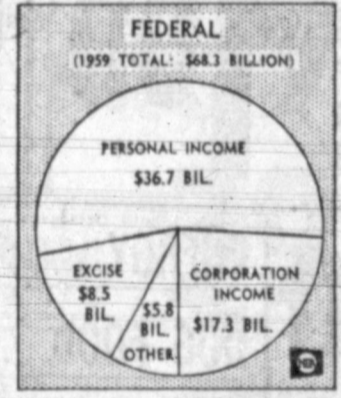 FEDERAL
(1959 TOTAL: $68.3 BILLION)
PERSONAL INCOME
$36.7 BIL.
EXCISE
$8.5
BIL.
$5.8
BIL.
OTHER
CORPORATION
INCOME
$17.3 BIL.